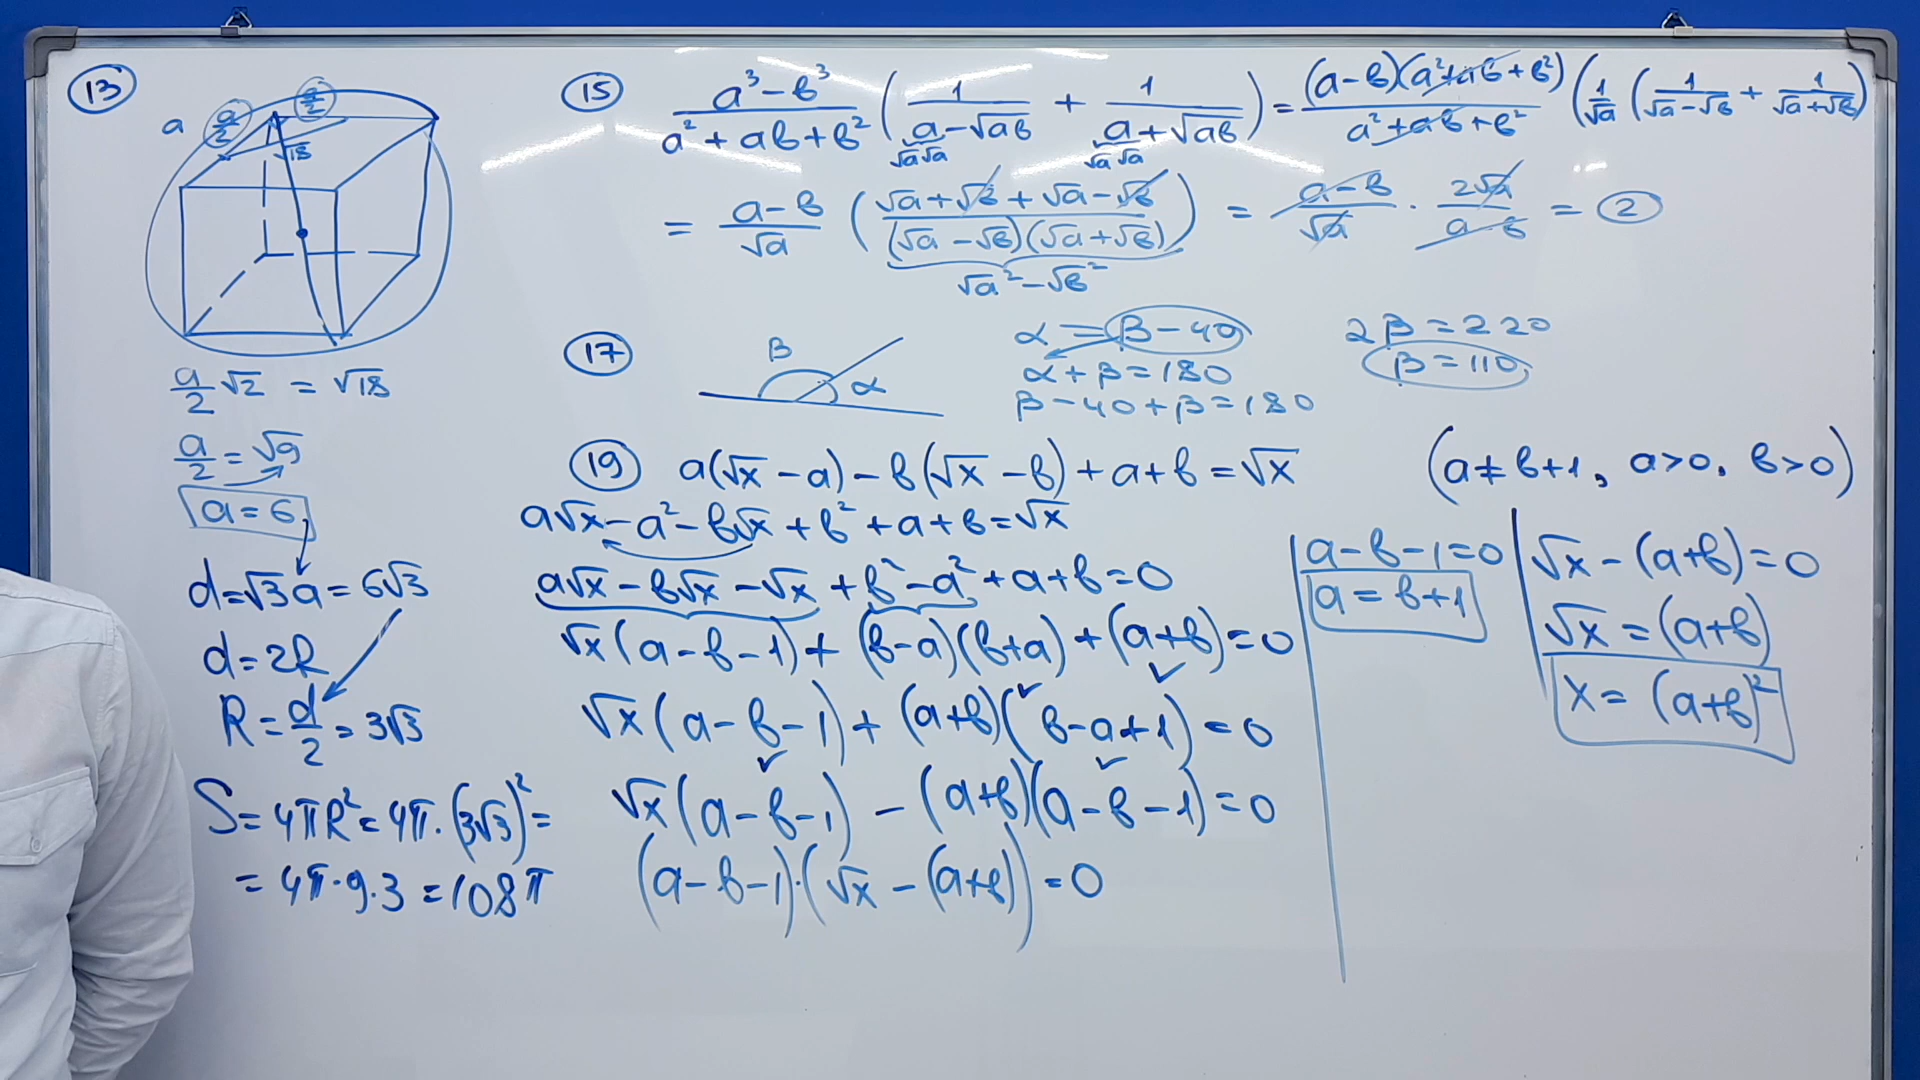 13
a a/2 a/2
√18
a/2 √2 = √18
a/2 = √9
a = 6
d = √3 a = 6√3
d = 2R
R = d/2 = 3√3
S = 4πR² = 4π · (3√3)² =
= 4π · 9 · 3 = 108π
15
(a³ − b³)/(a² + ab + b²) (1/(a − √ab) + 1/(a + √ab)) = (a − b)(a² + ab + b²)/(a² + ab + b²) (1/√a (1/(√a − √b) + 1/(√a + √b))
√a √a √a √a
= (a − b)/√a ((√a + √b + √a − √b)/((√a − √b)(√a + √b))) = (a − b)/√a · 2√a/(a − b) = 2
√a² − √b²
17
β α
α = β − 40
α + β = 180
β − 40 + β = 180
2β = 220
β = 110
19 a(√x − a) − b(√x − b) + a + b = √x (a ≠ b + 1, a > 0, b > 0)
a√x − a² − b√x + b² + a + b = √x
a√x − b√x − √x + b² − a² + a + b = 0
√x (a − b − 1) + (b − a)(b + a) + (a + b) = 0
√x (a − b − 1) + (a + b)(b − a + 1) = 0
√x (a − b − 1) − (a + b)(a − b − 1) = 0
(a − b − 1) · (√x − (a + b)) = 0
a − b − 1 = 0
a = b + 1
√x − (a + b) = 0
√x = (a + b)
x = (a + b)²